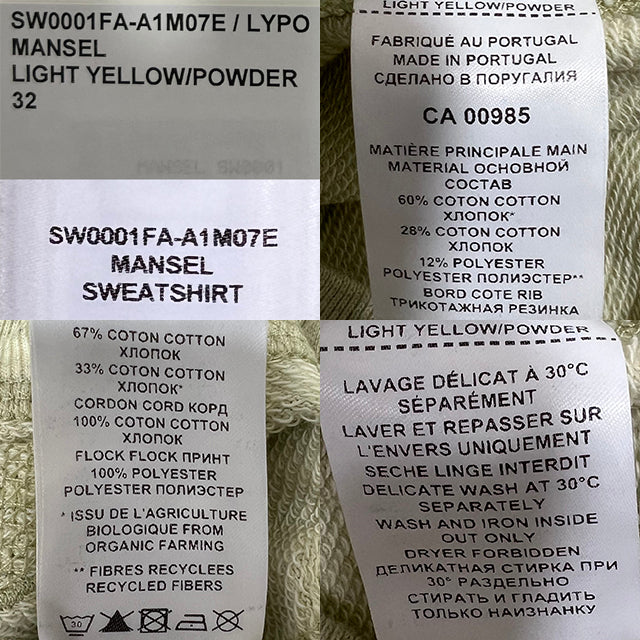 SW0001FA-A1M07E / LYPO
MANSEL
LIGHT YELLOW/POWDER
32
MANSEL SW0001
SW0001FA-A1M07E
MANSEL
SWEATSHIRT
LIGHT YELLOW/POWDER
FABRIQUÉ AU PORTUGAL
MADE IN PORTUGAL
СДЕЛАНО В ПОРУГАЛИЯ
CA 00985
MATIÈRE PRINCIPALE MAIN
MATERIAL ОСНОВНОЙ
СОСТАВ
60% COTON COTTON
ХЛОПОК*
28% COTON COTTON
ХЛОПОК
12% POLYESTER
POLYESTER ПОЛИЭСТЕР**
BORD COTE RIB
ТРИКОТАЖНАЯ РЕЗИНКА
67% COTON COTTON
ХЛОПОК
33% COTON COTTON
ХЛОПОК*
CORDON CORD КОРД
100% COTON COTTON
ХЛОПОК
FLOCK FLOCK ПРИНТ
100% POLYESTER
POLYESTER ПОЛИЭСТЕР
* ISSU DE L'AGRICULTURE
BIOLOGIQUE FROM
ORGANIC FARMING
** FIBRES RECYCLEES
RECYCLED FIBERS
30
LIGHT YELLOW/POWDER
LAVAGE DÉLICAT À 30°C
SÉPARÉMENT
LAVER ET REPASSER SUR
L'ENVERS UNIQUEMENT
SECHE LINGE INTERDIT
DELICATE WASH AT 30°C
SEPARATELY
WASH AND IRON INSIDE
OUT ONLY
DRYER FORBIDDEN
ДЕЛИКАТНАЯ СТИРКА ПРИ
30° РАЗДЕЛЬНО
СТИРАТЬ И ГЛАДИТЬ
ТОЛЬКО НАИЗНАНКУ